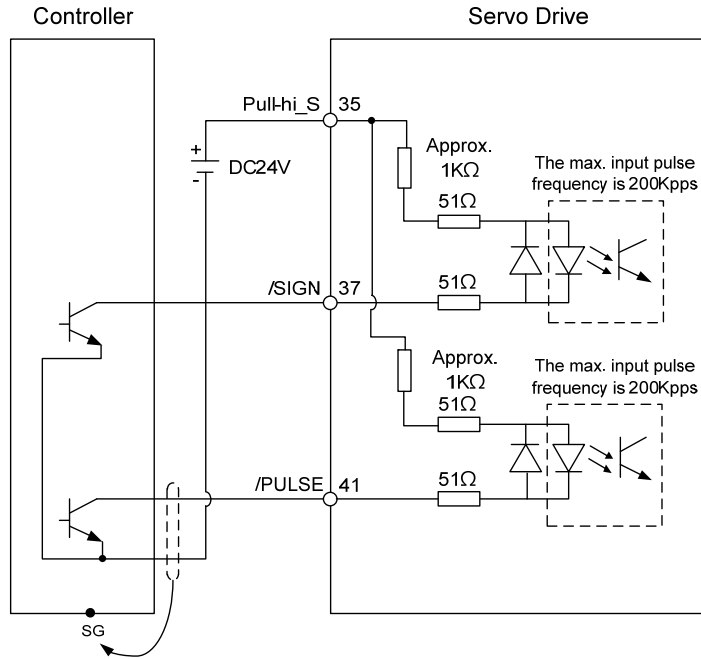 Controller
Servo Drive
Pull-hi_S
35
+
-
DC24V
Approx.
1KΩ
51Ω
The max. input pulse
frequency is 200Kpps
/SIGN
37
51Ω
Approx.
1KΩ
51Ω
The max. input pulse
frequency is 200Kpps
/PULSE
41
51Ω
SG